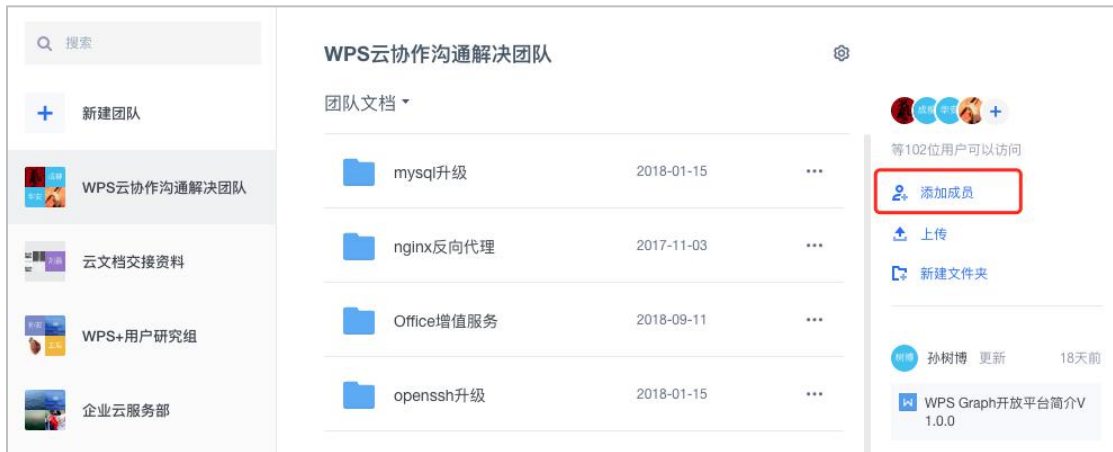 搜索
新建团队
WPS云协作沟通解决团队
云文档交接资料
WPS+用户研究组
企业云服务部
WPS云协作沟通解决团队
团队文档
mysql升级 2018-01-15
nginx反向代理 2017-11-03
Office增值服务 2018-09-11
openssh升级 2018-01-15
等102位用户可以访问
添加成员
上传
新建文件夹
树博 孙树博 更新 18天前
WPS Graph开放平台简介V
1.0.0